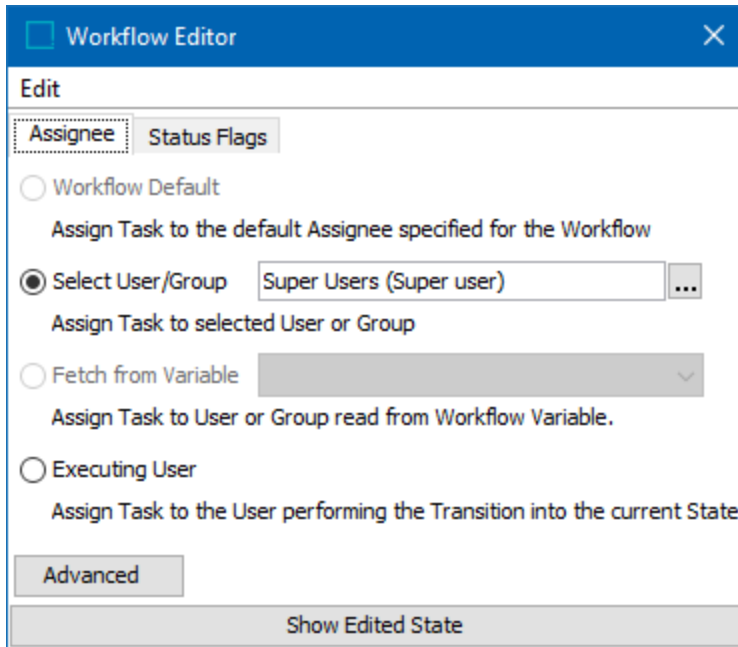 Workflow Editor
Edit
Assignee Status Flags
Workflow Default
Assign Task to the default Assignee specified for the Workflow
Select User/Group Super Users (Super user) ...
Assign Task to selected User or Group
Fetch from Variable
Assign Task to User or Group read from Workflow Variable.
Executing User
Assign Task to the User performing the Transition into the current State
Advanced
Show Edited State